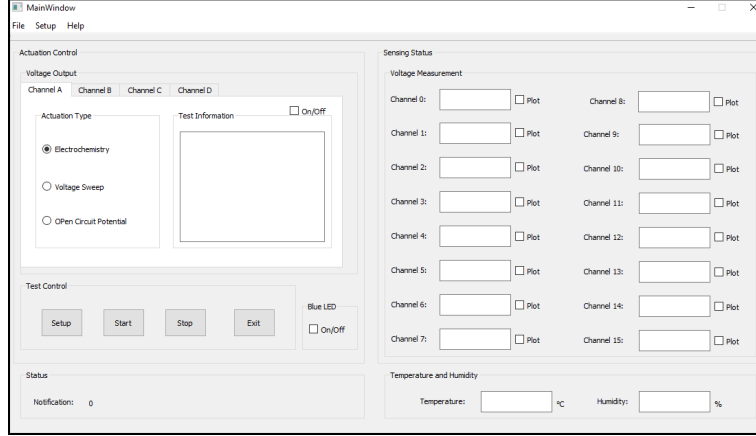 MainWindow
File Setup Help
Actuation Control
Voltage Output
Channel A Channel B Channel C Channel D
On/Off
Actuation Type
Electrochemistry
Voltage Sweep
OPen Circuit Potential
Test Information
Test Control
Setup Start Stop Exit
Blue LED
On/Off
Status
Notification: 0
Sensing Status
Voltage Measurement
Channel 0: Plot Channel 8: Plot
Channel 1: Plot Channel 9: Plot
Channel 2: Plot Channel 10: Plot
Channel 3: Plot Channel 11: Plot
Channel 4: Plot Channel 12: Plot
Channel 5: Plot Channel 13: Plot
Channel 6: Plot Channel 14: Plot
Channel 7: Plot Channel 15: Plot
Temperature and Humidity
Temperature: ºC Humidity: %